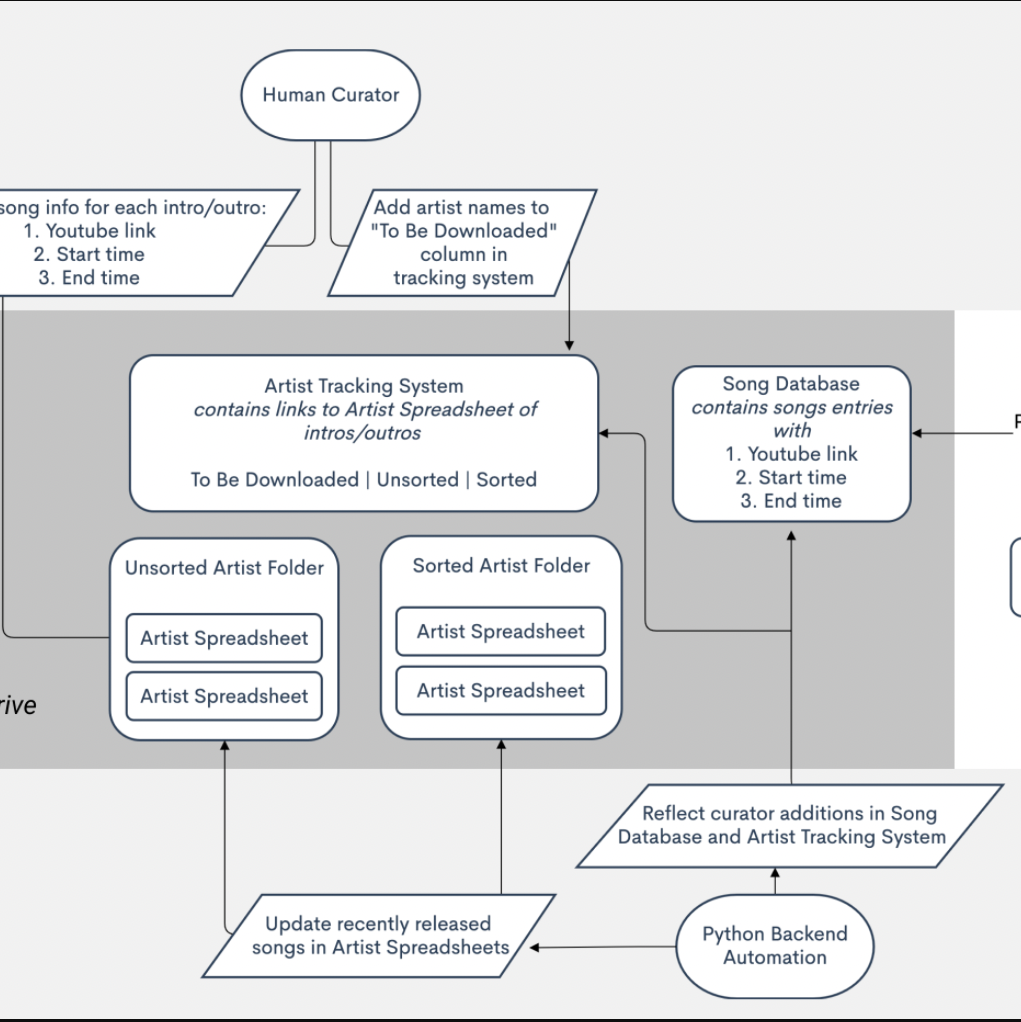 Human Curator
song info for each intro/outro:
1. Youtube link
2. Start time
3. End time
Add artist names to
"To Be Downloaded"
column in
tracking system
Artist Tracking System
contains links to Artist Spreadsheet of
intros/outros
To Be Downloaded | Unsorted | Sorted
Song Database
contains songs entries
with
1. Youtube link
2. Start time
3. End time
Unsorted Artist Folder
Artist Spreadsheet
Artist Spreadsheet
Sorted Artist Folder
Artist Spreadsheet
Artist Spreadsheet
Reflect curator additions in Song
Database and Artist Tracking System
Update recently released
songs in Artist Spreadsheets
Python Backend
Automation